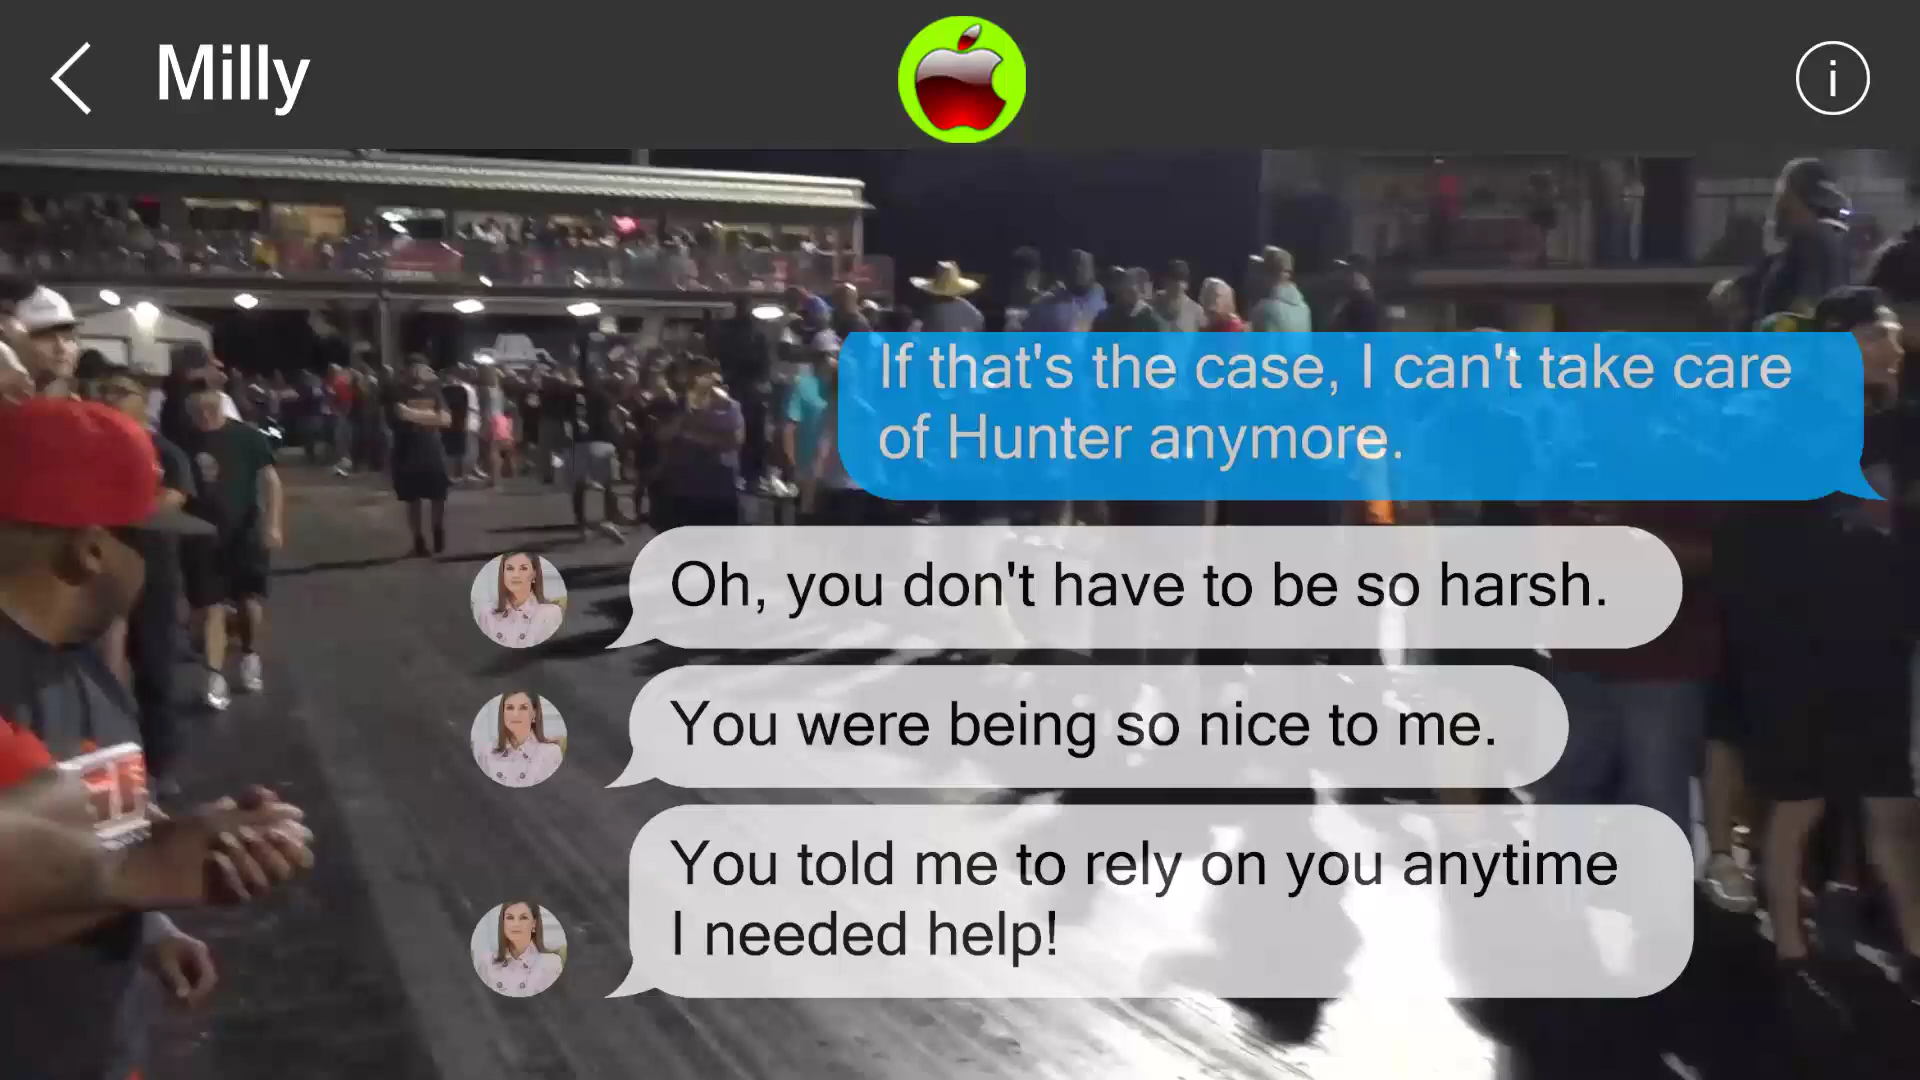 Milly
If that's the case, I can't take care
of Hunter anymore.
Oh, you don't have to be so harsh.
You were being so nice to me.
You told me to rely on you anytime
I needed help!